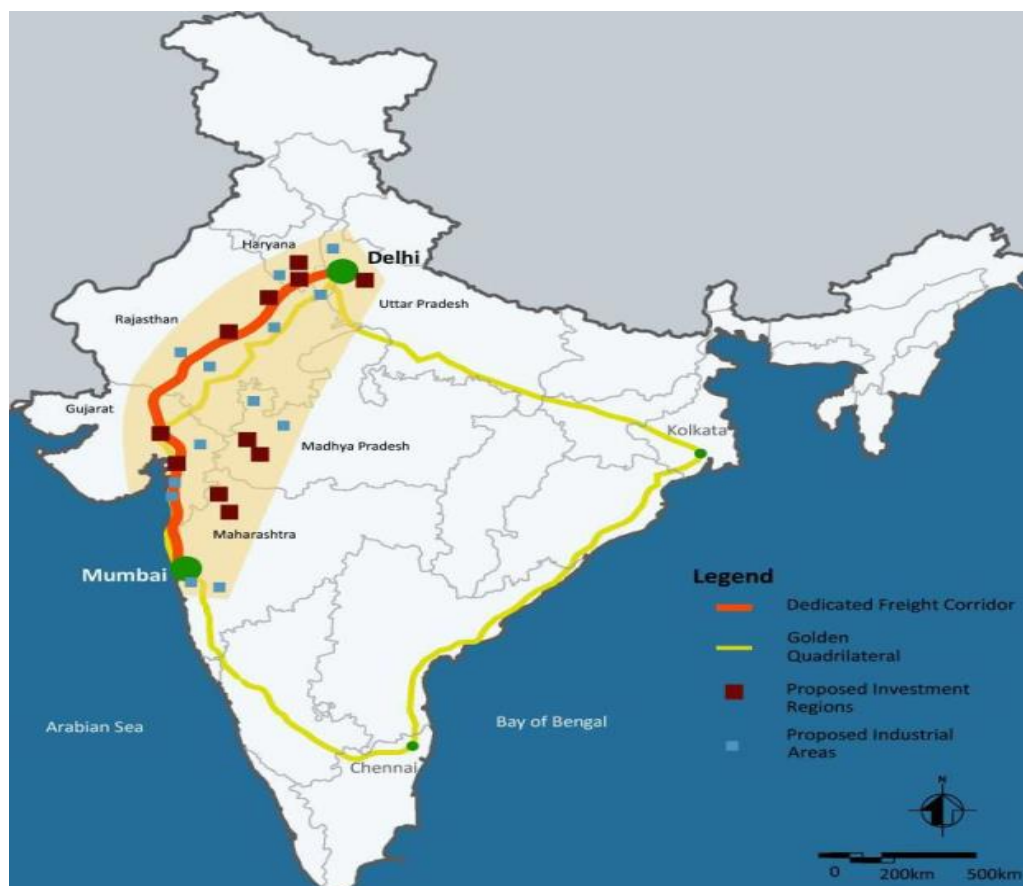 Haryana
Delhi
Uttar Pradesh
Rajasthan
Gujarat
Kolkata
Madhya Pradesh
Maharashtra
Mumbai
Legend
Dedicated Freight Corridor
Golden
Quadrilateral
Proposed Investment
Regions
Arabian Sea
Bay of Bengal
Proposed Industrial
Areas
Chennai
N
0 200km 500km